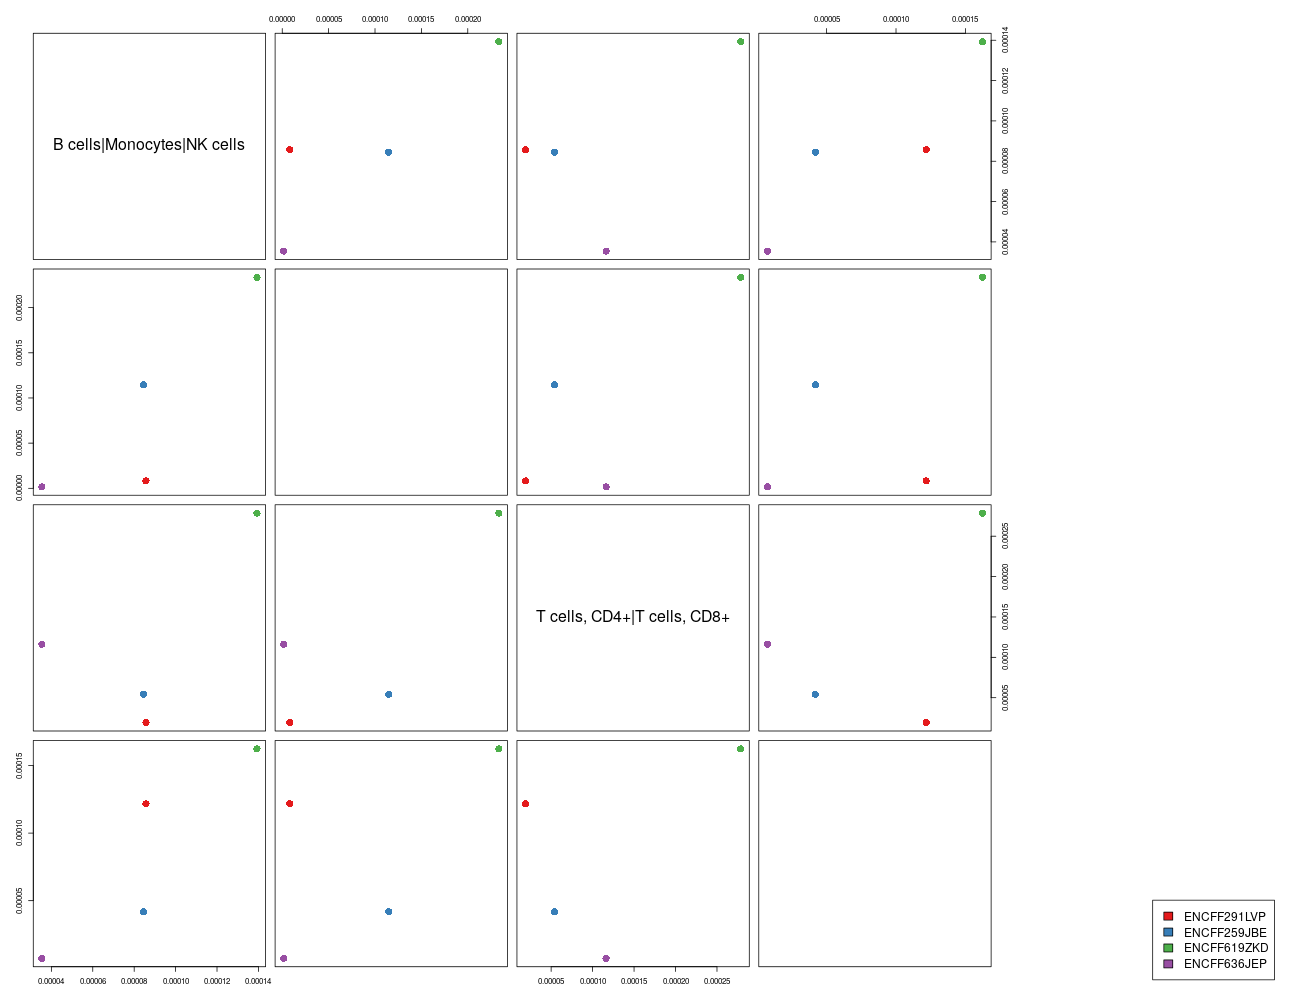 0.00000 0.00005 0.00010 0.00015 0.00020
0.00005 0.00010 0.00015
B cells|Monocytes|NK cells
0.00004 0.00006 0.00008 0.00010 0.00012 0.00014
0.00000 0.00005 0.00010 0.00015 0.00020
T cells, CD4+|T cells, CD8+
0.00005 0.00010 0.00015 0.00020 0.00025
0.00005 0.00010 0.00015
0.00004 0.00006 0.00008 0.00010 0.00012 0.00014
0.00005 0.00010 0.00015 0.00020 0.00025
ENCFF291LVP
ENCFF259JBE
ENCFF619ZKD
ENCFF636JEP